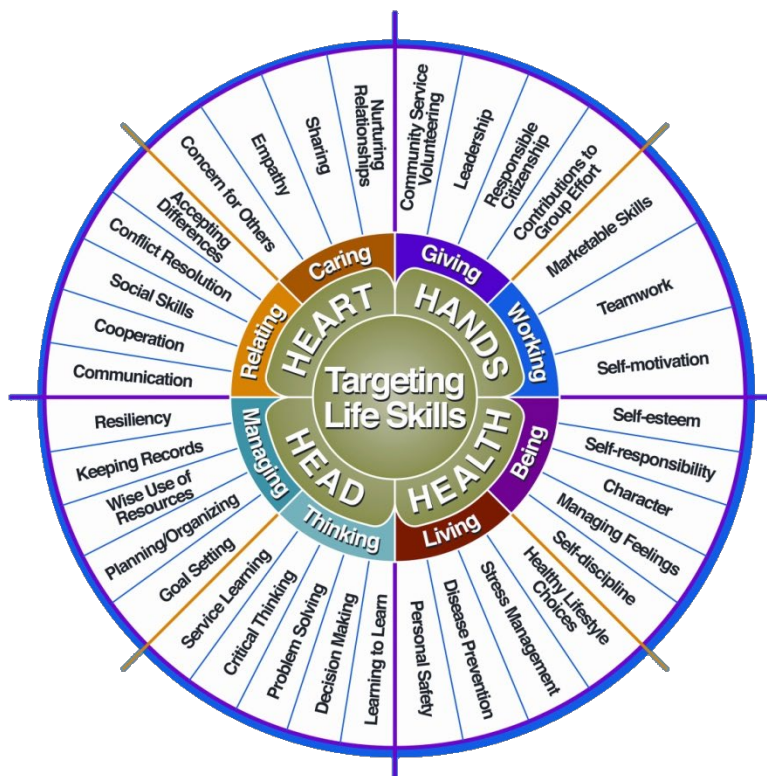 Targeting
Life Skills
HEART
HANDS
HEALTH
HEAD
Caring
Giving
Working
Being
Living
Thinking
Managing
Relating
Nurturing
Relationships
Sharing
Empathy
Concern for Others
Accepting
Differences
Conflict Resolution
Social Skills
Cooperation
Communication
Community Service
Volunteering
Leadership
Responsible
Citizenship
Contributions to
Group Effort
Marketable Skills
Teamwork
Self-motivation
Self-esteem
Self-responsibility
Character
Managing Feelings
Self-discipline
Healthy Lifestyle
Choices
Stress Management
Disease Prevention
Personal Safety
Learning to Learn
Decision Making
Problem Solving
Critical Thinking
Service Learning
Goal Setting
Planning/Organizing
Wise Use of
Resources
Keeping Records
Resiliency